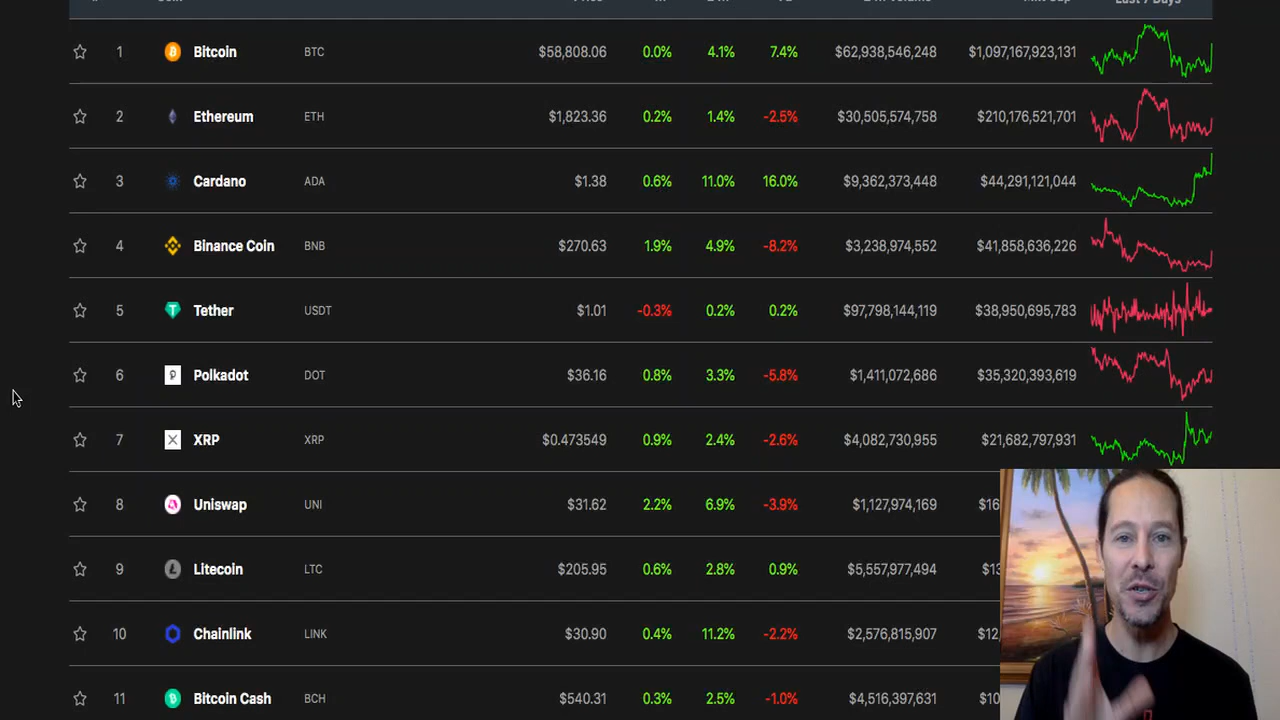 Last 7 Days
1 Bitcoin BTC $58,808.06 0.0% 4.1% 7.4% $62,938,546,248 $1,097,167,923,131
2 Ethereum ETH $1,823.36 0.2% 1.4% -2.5% $30,505,574,758 $210,176,521,701
3 Cardano ADA $1.38 0.6% 11.0% 16.0% $9,362,373,448 $44,291,121,044
4 Binance Coin BNB $270.63 1.9% 4.9% -8.2% $3,238,974,552 $41,858,636,226
5 Tether USDT $1.01 -0.3% 0.2% 0.2% $97,798,144,119 $38,950,695,783
6 Polkadot DOT $36.16 0.8% 3.3% -5.8% $1,411,072,686 $35,320,393,619
7 XRP XRP $0.473549 0.9% 2.4% -2.6% $4,082,730,955 $21,682,797,931
8 Uniswap UNI $31.62 2.2% 6.9% -3.9% $1,127,974,169 $16
9 Litecoin LTC $205.95 0.6% 2.8% 0.9% $5,557,977,494 $13
10 Chainlink LINK $30.90 0.4% 11.2% -2.2% $2,576,815,907 $12,
11 Bitcoin Cash BCH $540.31 0.3% 2.5% -1.0% $4,516,397,631 $10